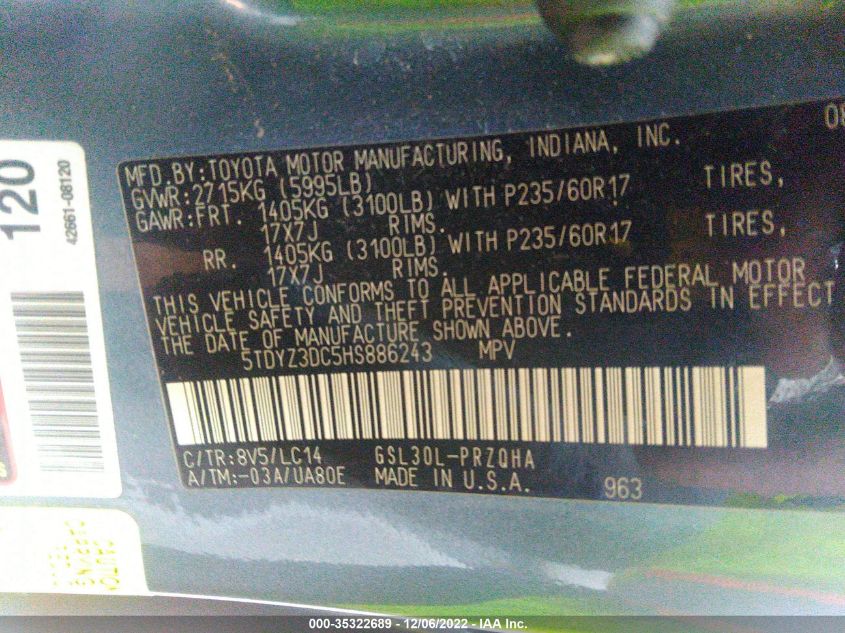 08
MFD.BY:TOYOTA MOTOR MANUFACTURING, INDIANA, INC.
GVWR:2715KG (5995LB)
GAWR:FRT. 1405KG (3100LB) WITH P235/60R17 TIRES,
17X7J RIMS.
RR. 1405KG (3100LB) WITH P235/60R17 TIRES,
17X7J RIMS.
THIS VEHICLE CONFORMS TO ALL APPLICABLE FEDERAL MOTOR
VEHICLE SAFETY AND THEFT PREVENTION STANDARDS IN EFFECT
THE DATE OF MANUFACTURE SHOWN ABOVE.
5TDYZ3DC5HS886243 MPV
C/TR:8V5/LC14 GSL30L-PRZQHA
A/TM:-03A/UA80E MADE IN U.S.A. 963
120
42661-08120
000-35322689 - 12/06/2022 - IAA Inc.